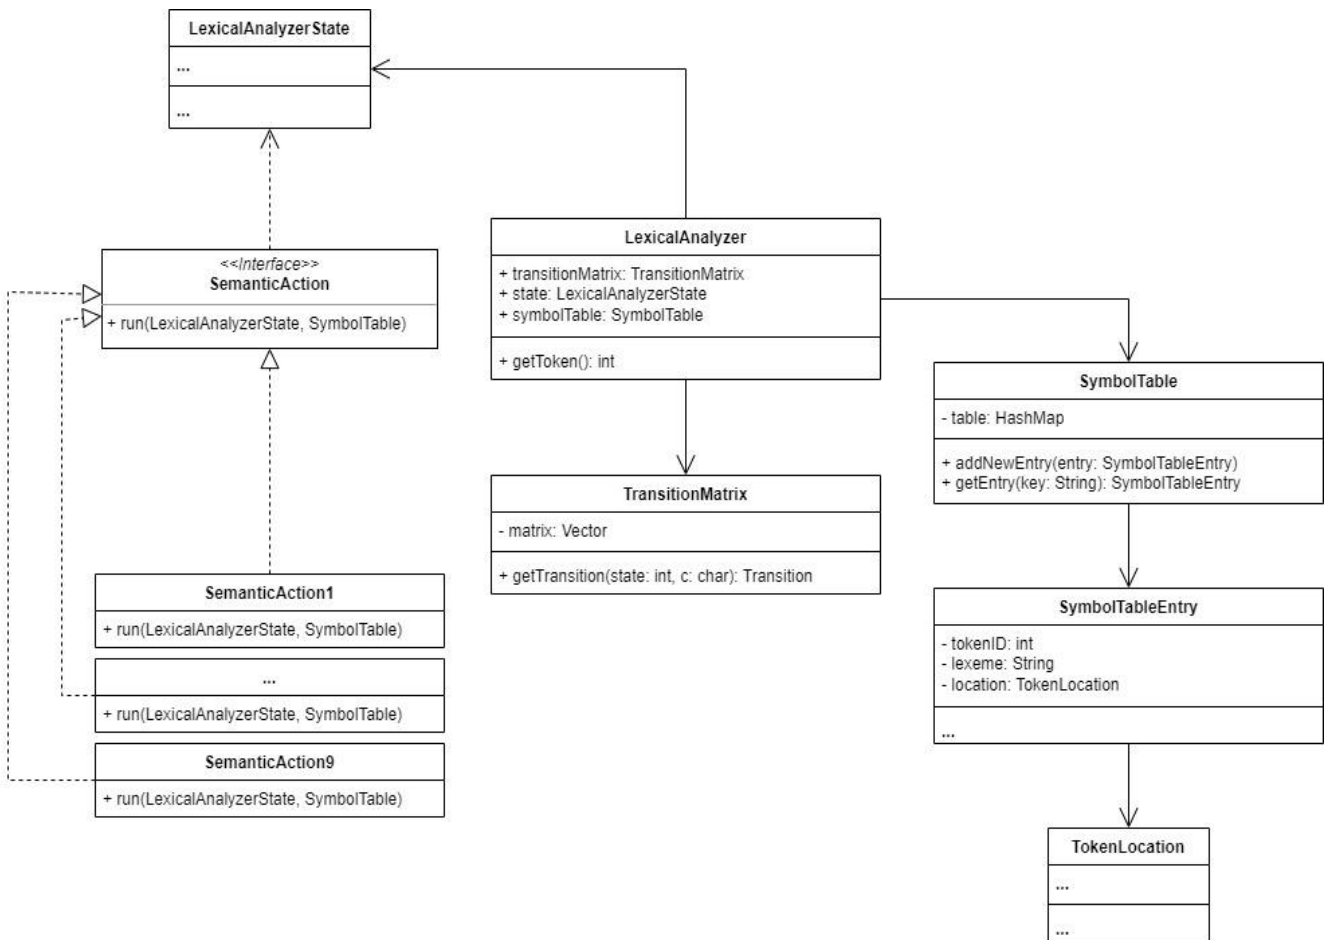 LexicalAnalyzerState
...
...
<<Interface>>
SemanticAction
+ run(LexicalAnalyzerState, SymbolTable)
LexicalAnalyzer
+ transitionMatrix: TransitionMatrix
+ state: LexicalAnalyzerState
+ symbolTable: SymbolTable
+ getToken(): int
SymbolTable
- table: HashMap
+ addNewEntry(entry: SymbolTableEntry)
+ getEntry(key: String): SymbolTableEntry
TransitionMatrix
- matrix: Vector
+ getTransition(state: int, c: char): Transition
SemanticAction1
+ run(LexicalAnalyzerState, SymbolTable)
...
+ run(LexicalAnalyzerState, SymbolTable)
SemanticAction9
+ run(LexicalAnalyzerState, SymbolTable)
SymbolTableEntry
- tokenID: int
- lexeme: String
- location: TokenLocation
...
TokenLocation
...
...